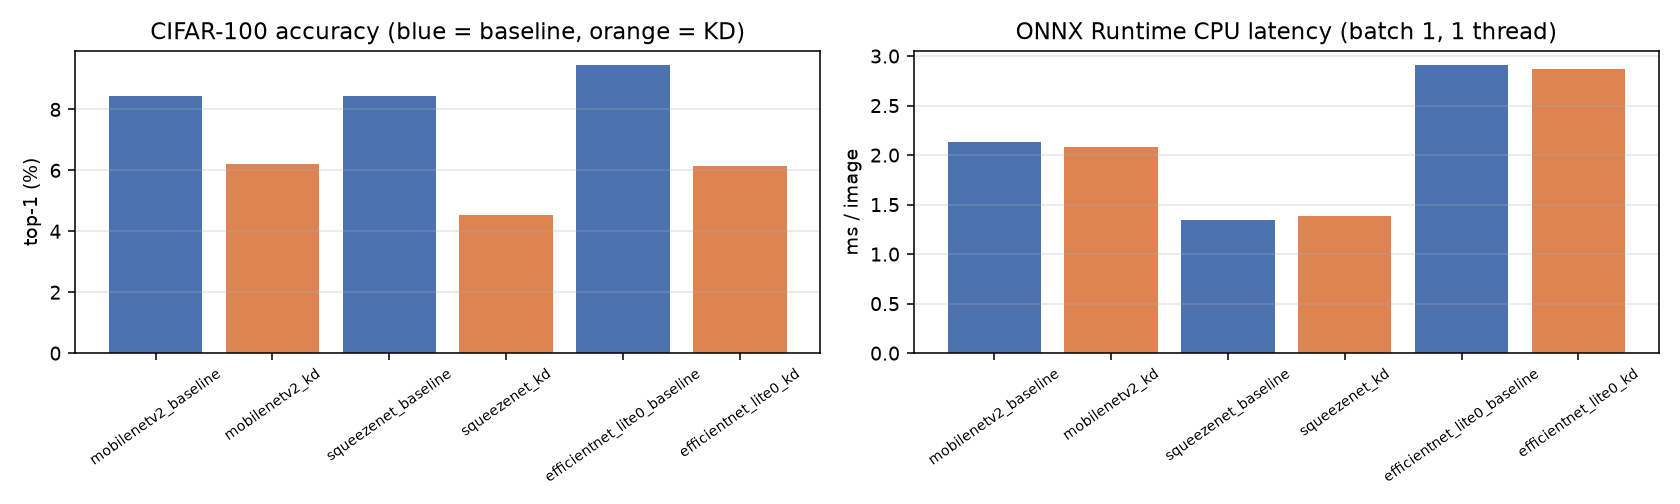 CIFAR-100 accuracy (blue = baseline, orange = KD)
top-1 (%)
8
6
4
2
0
mobilenetv2_baseline
mobilenetv2_kd
squeezenet_baseline
squeezenet_kd
efficientnet_lite0_baseline
efficientnet_lite0_kd
ONNX Runtime CPU latency (batch 1, 1 thread)
ms / image
3.0
2.5
2.0
1.5
1.0
0.5
0.0
mobilenetv2_baseline
mobilenetv2_kd
squeezenet_baseline
squeezenet_kd
efficientnet_lite0_baseline
efficientnet_lite0_kd